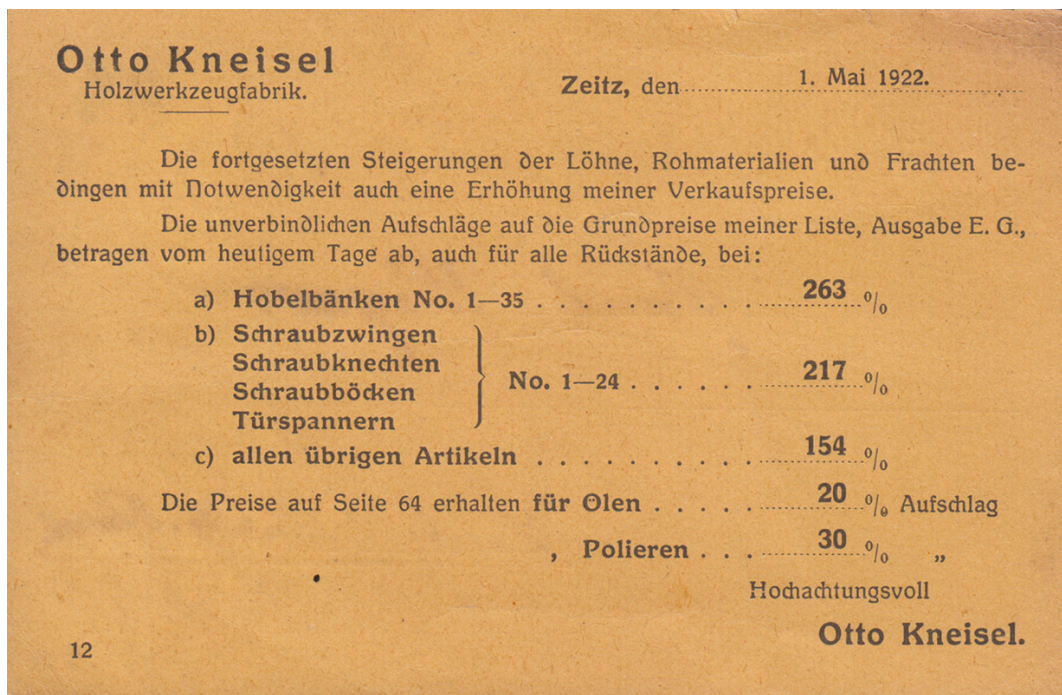 Otto Kneisel
Holzwerkzeugfabrik.
Zeitz, den 1. Mai 1922.
Die fortgesetzten Steigerungen der Löhne, Rohmaterialien und Frachten be-
dingen mit Notwendigkeit auch eine Erhöhung meiner Verkaufspreise.
Die unverbindlichen Aufschläge auf die Grundpreise meiner Liste, Ausgabe E. G.,
betragen vom heutigem Tage ab, auch für alle Rückstände, bei:
a) Hobelbänken No. 1—35 . . . . . . . . . . 263 %
b) Schraubzwingen
Schraubknechten
Schraubböcken
Türspannern
No. 1—24 . . . . . . 217 %
c) allen übrigen Artikeln . . . . . . . . . . 154 %
Die Preise auf Seite 64 erhalten für Ölen . . . . . 20 % Aufschlag
„ Polieren . . . 30 % „
Hochachtungsvoll
Otto Kneisel.
12